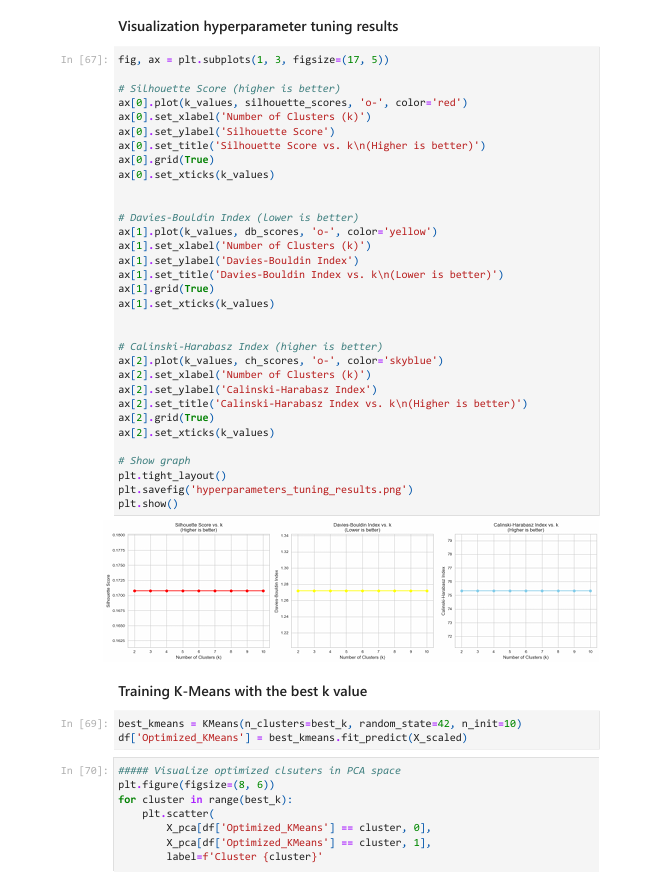 Visualization hyperparameter tuning results
In [67]: fig, ax = plt.subplots(1, 3, figsize=(17, 5))
# Silhouette Score (higher is better)
ax[0].plot(k_values, silhouette_scores, 'o-', color='red')
ax[0].set_xlabel('Number of Clusters (k)')
ax[0].set_ylabel('Silhouette Score')
ax[0].set_title('Silhouette Score vs. k\n(Higher is better)')
ax[0].grid(True)
ax[0].set_xticks(k_values)
# Davies-Bouldin Index (lower is better)
ax[1].plot(k_values, db_scores, 'o-', color='yellow')
ax[1].set_xlabel('Number of Clusters (k)')
ax[1].set_ylabel('Davies-Bouldin Index')
ax[1].set_title('Davies-Bouldin Index vs. k\n(Lower is better)')
ax[1].grid(True)
ax[1].set_xticks(k_values)
# Calinski-Harabasz Index (higher is better)
ax[2].plot(k_values, ch_scores, 'o-', color='skyblue')
ax[2].set_xlabel('Number of Clusters (k)')
ax[2].set_ylabel('Calinski-Harabasz Index')
ax[2].set_title('Calinski-Harabasz Index vs. k\n(Higher is better)')
ax[2].grid(True)
ax[2].set_xticks(k_values)
# Show graph
plt.tight_layout()
plt.savefig('hyperparameters_tuning_results.png')
plt.show()
Silhouette Score vs. k
(Higher is better)
Silhouette Score
0.1800
0.1775
0.1750
0.1725
0.1700
0.1675
0.1650
0.1625
2 3 4 5 6 7 8 9 10
Number of Clusters (k)
Davies-Bouldin Index vs. k
(Lower is better)
Davies-Bouldin Index
1.34
1.32
1.30
1.28
1.26
1.24
1.22
2 3 4 5 6 7 8 9 10
Number of Clusters (k)
Calinski-Harabasz Index vs. k
(Higher is better)
Calinski-Harabasz Index
79
78
77
76
75
74
73
72
2 3 4 5 6 7 8 9 10
Number of Clusters (k)
Training K-Means with the best k value
In [69]: best_kmeans = KMeans(n_clusters=best_k, random_state=42, n_init=10)
df['Optimized_KMeans'] = best_kmeans.fit_predict(X_scaled)
In [70]: ##### Visualize optimized clsuters in PCA space
plt.figure(figsize=(8, 6))
for cluster in range(best_k):
plt.scatter(
X_pca[df['Optimized_KMeans'] == cluster, 0],
X_pca[df['Optimized_KMeans'] == cluster, 1],
label=f'Cluster {cluster}'